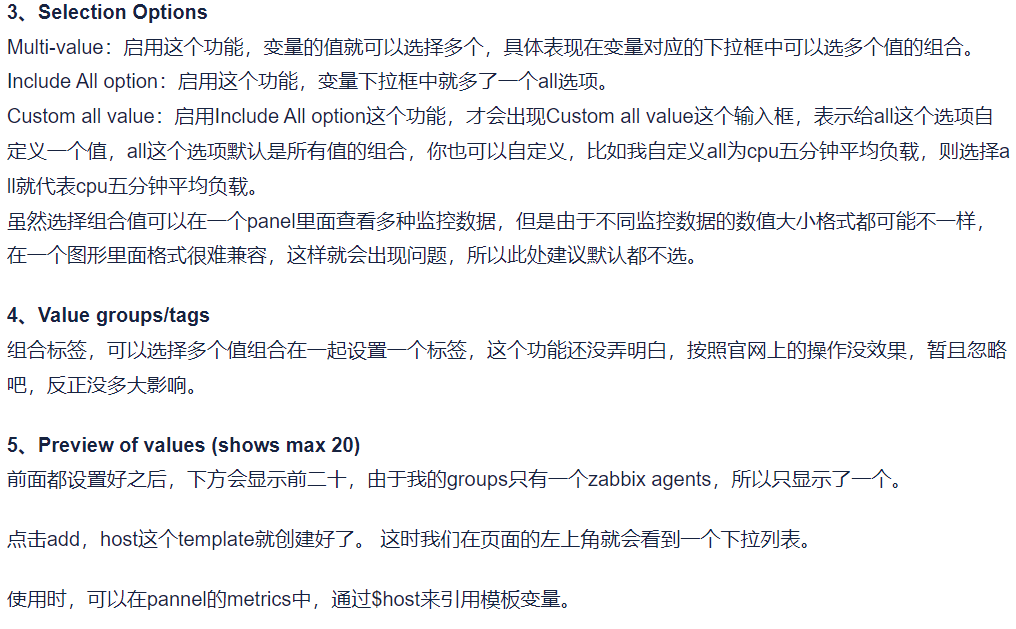 3、Selection Options
Multi-value：启用这个功能，变量的值就可以选择多个，具体表现在变量对应的下拉框中可以选多个值的组合。
Include All option：启用这个功能，变量下拉框中就多了一个all选项。
Custom all value：启用Include All option这个功能，才会出现Custom all value这个输入框，表示给all这个选项自
定义一个值，all这个选项默认是所有值的组合，你也可以自定义，比如我自定义all为cpu五分钟平均负载，则选择a
ll就代表cpu五分钟平均负载。
虽然选择组合值可以在一个panel里面查看多种监控数据，但是由于不同监控数据的数值大小格式都可能不一样，
在一个图形里面格式很难兼容，这样就会出现问题，所以此处建议默认都不选。
4、Value groups/tags
组合标签，可以选择多个值组合在一起设置一个标签，这个功能还没弄明白，按照官网上的操作没效果，暂且忽略
吧，反正没多大影响。
5、Preview of values (shows max 20)
前面都设置好之后，下方会显示前二十，由于我的groups只有一个zabbix agents，所以只显示了一个。
点击add，host这个template就创建好了。 这时我们在页面的左上角就会看到一个下拉列表。
使用时，可以在pannel的metrics中，通过$host来引用模板变量。